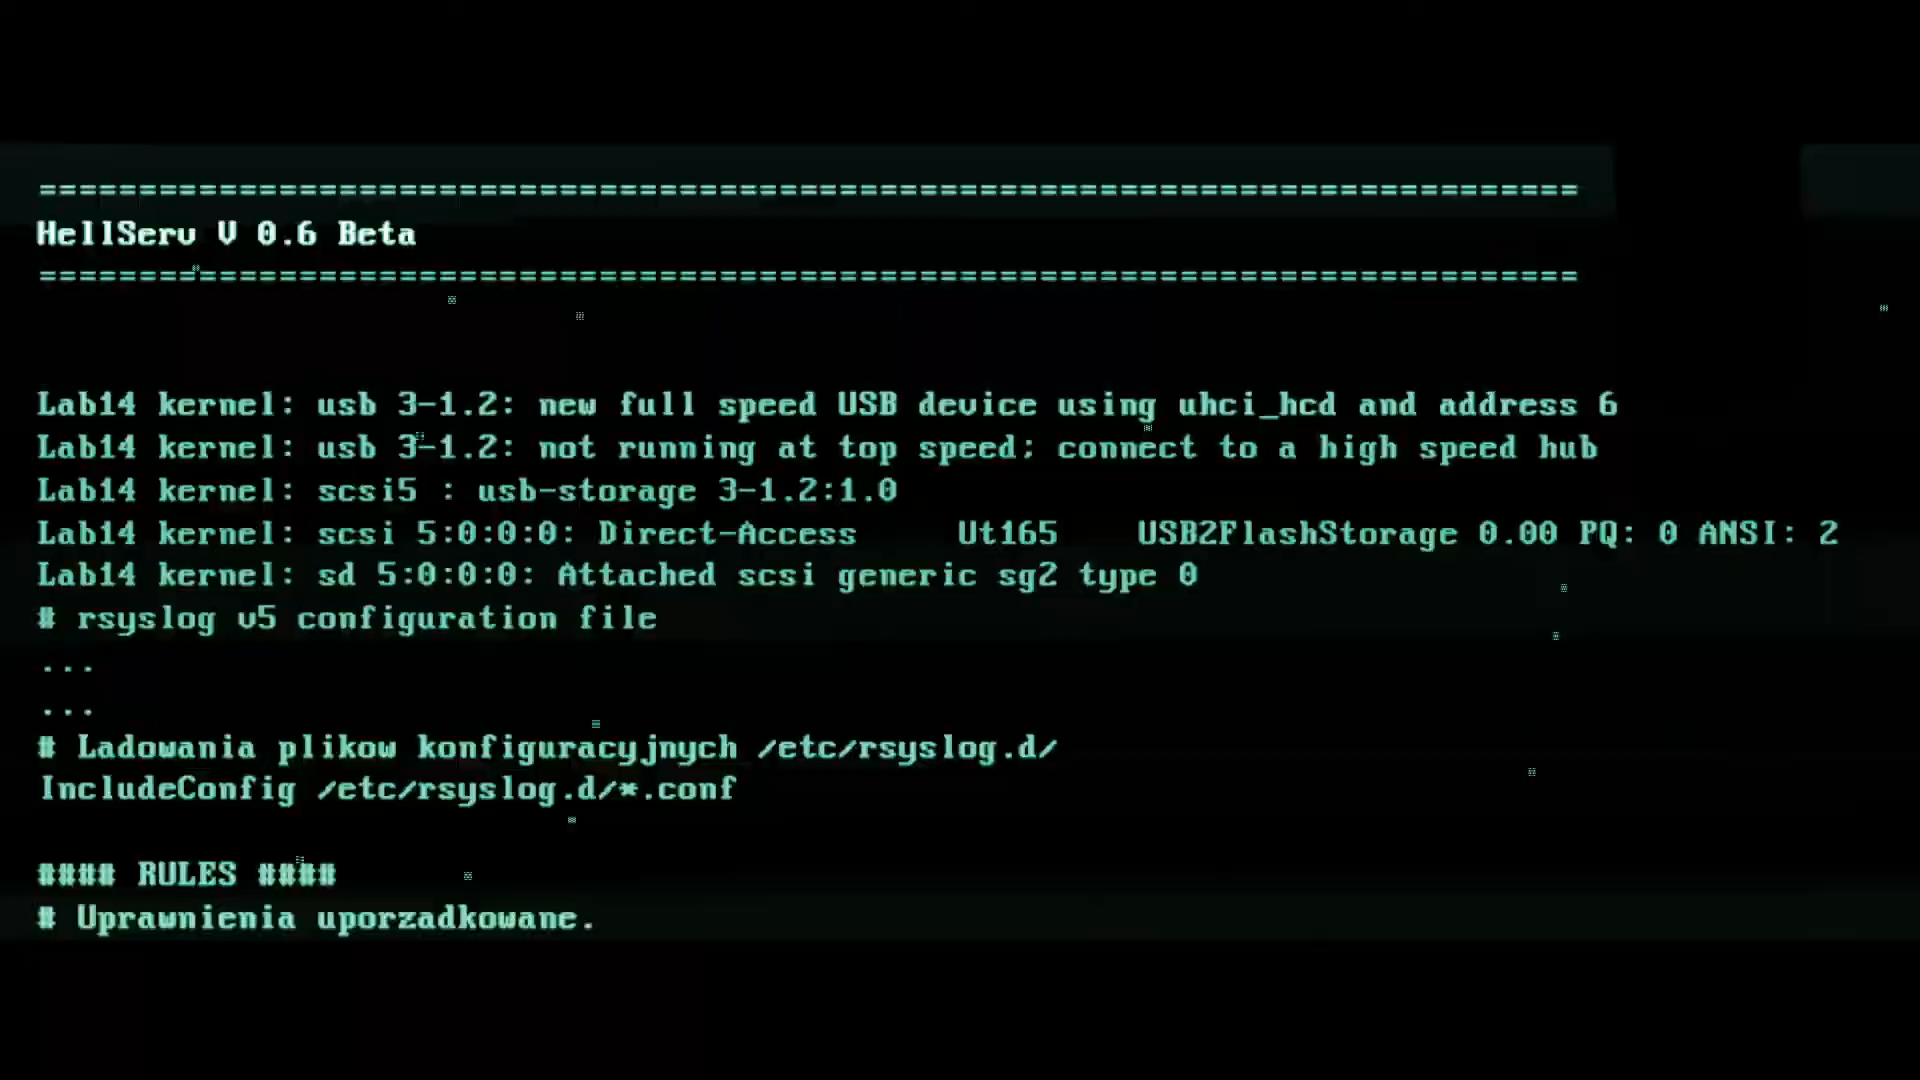 =============================================================================
HellServ V 0.6 Beta
=============================================================================
Lab14 kernel: usb 3-1.2: new full speed USB device using uhci_hcd and address 6
Lab14 kernel: usb 3-1.2: not running at top speed; connect to a high speed hub
Lab14 kernel: scsi5 : usb-storage 3-1.2:1.0
Lab14 kernel: scsi 5:0:0:0: Direct-Access     Ut165    USB2FlashStorage 0.00 PQ: 0 ANSI: 2
Lab14 kernel: sd 5:0:0:0: Attached scsi generic sg2 type 0
# rsyslog v5 configuration file
...
...
# Ladowania plikow konfiguracyjnych /etc/rsyslog.d/
IncludeConfig /etc/rsyslog.d/*.conf
#### RULES ####
# Uprawnienia uporzadkowane.